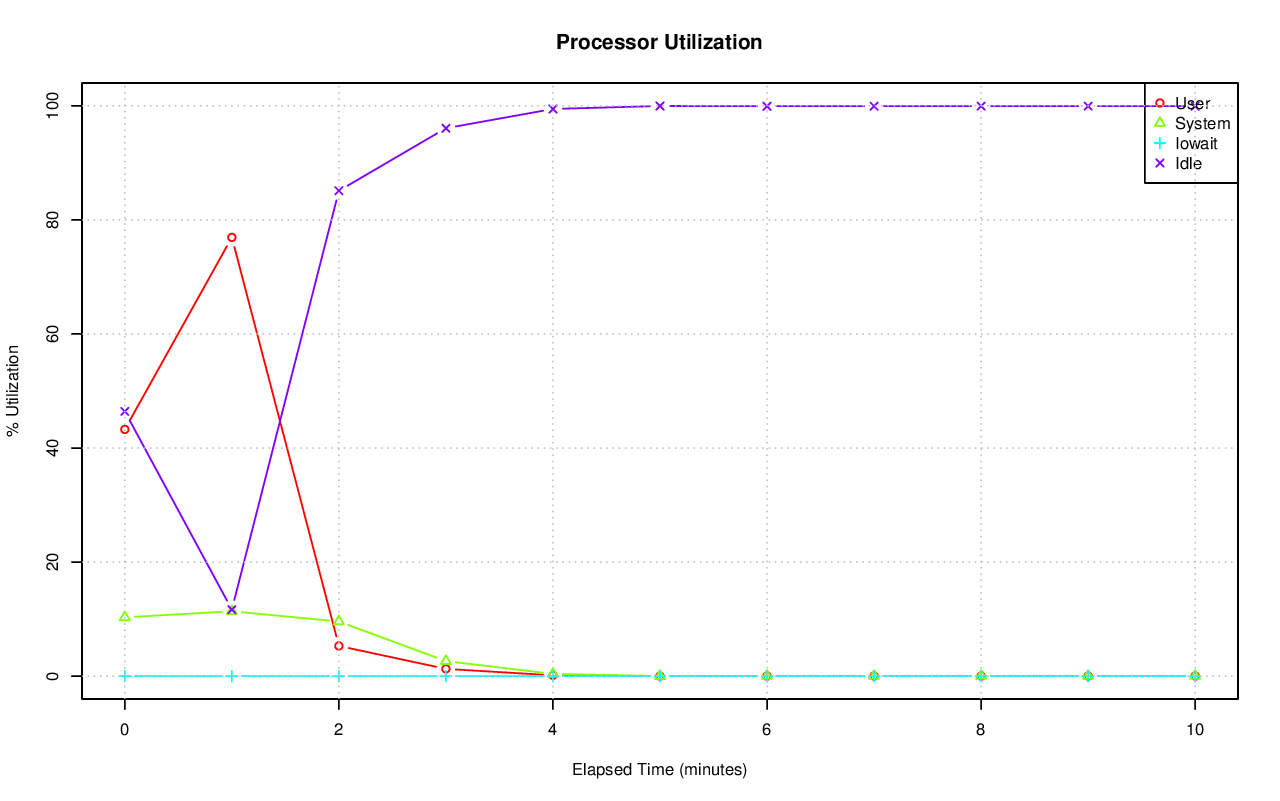 Processor Utilization
% Utilization
100
80
60
40
20
0
User
System
Iowait
Idle
0 2 4 6 8 10
Elapsed Time (minutes)